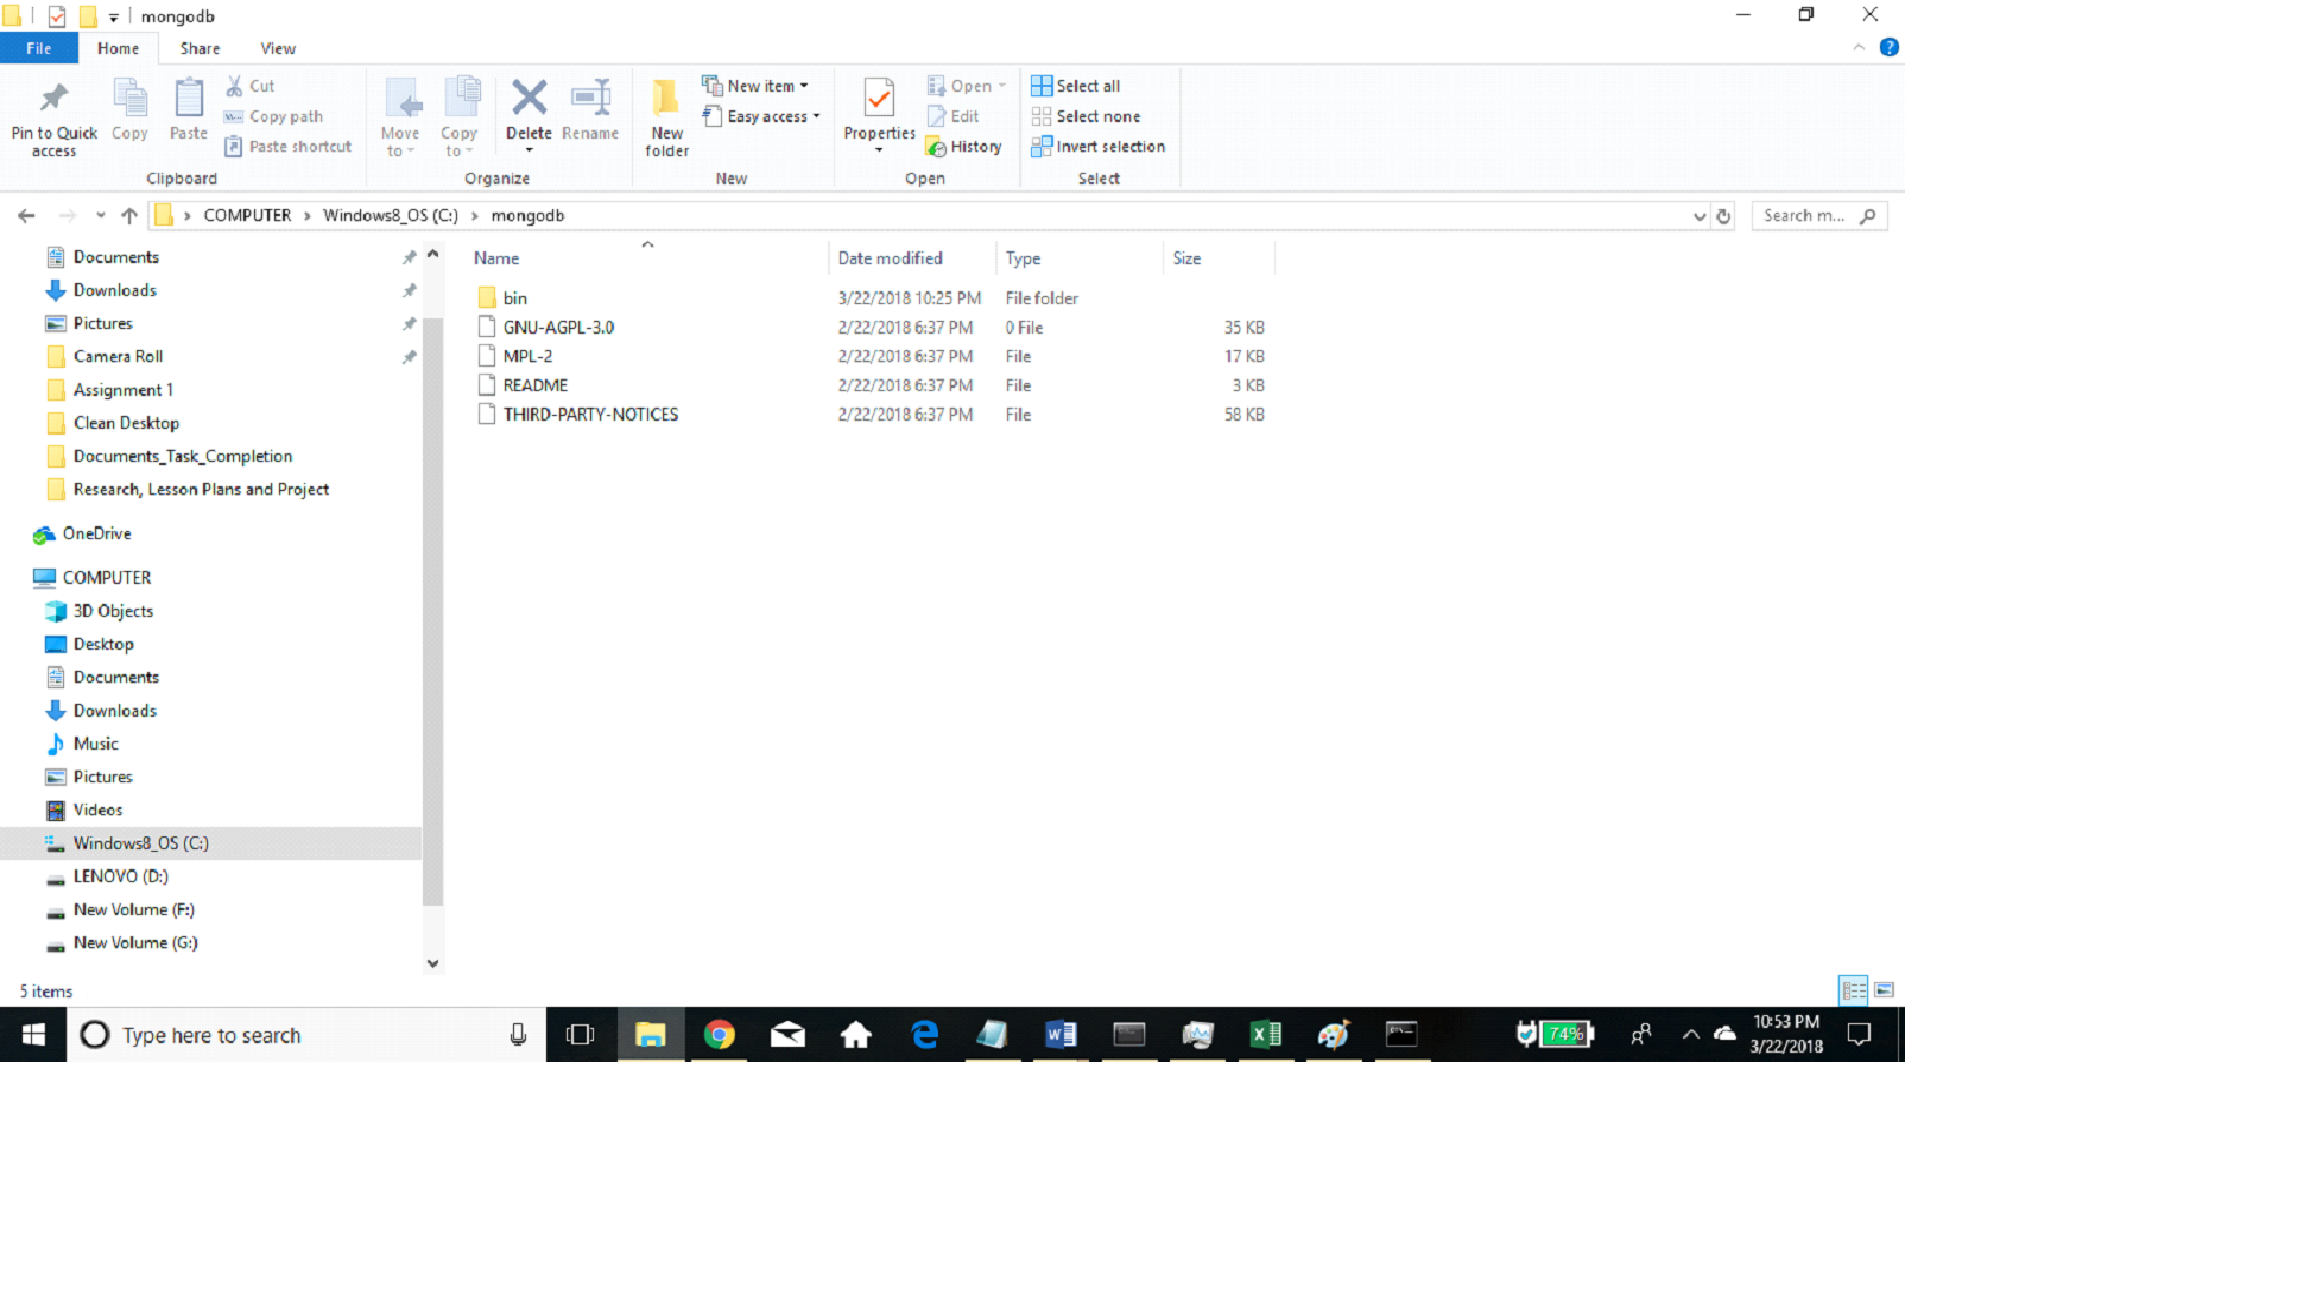 mongodb
File Home Share View
Pin to Quick access
Copy
Paste
Cut
Copy path
Paste shortcut
Clipboard
Move to
Copy to
Delete
Rename
Organize
New folder
New item
Easy access
New
Properties
Open
Edit
History
Open
Select all
Select none
Invert selection
Select
COMPUTER Windows8_OS (C:) mongodb
Search m...
Documents
Downloads
Pictures
Camera Roll
Assignment 1
Clean Desktop
Documents_Task_Completion
Research, Lesson Plans and Project
OneDrive
COMPUTER
3D Objects
Desktop
Documents
Downloads
Music
Pictures
Videos
Windows8_OS (C:)
LENOVO (D:)
New Volume (F:)
New Volume (G:)
Name Date modified Type Size
bin 3/22/2018 10:25 PM File folder
GNU-AGPL-3.0 2/22/2018 6:37 PM 0 File 35 KB
MPL-2 2/22/2018 6:37 PM File 17 KB
README 2/22/2018 6:37 PM File 3 KB
THIRD-PARTY-NOTICES 2/22/2018 6:37 PM File 58 KB
5 items
Type here to search
74%
10:53 PM
3/22/2018